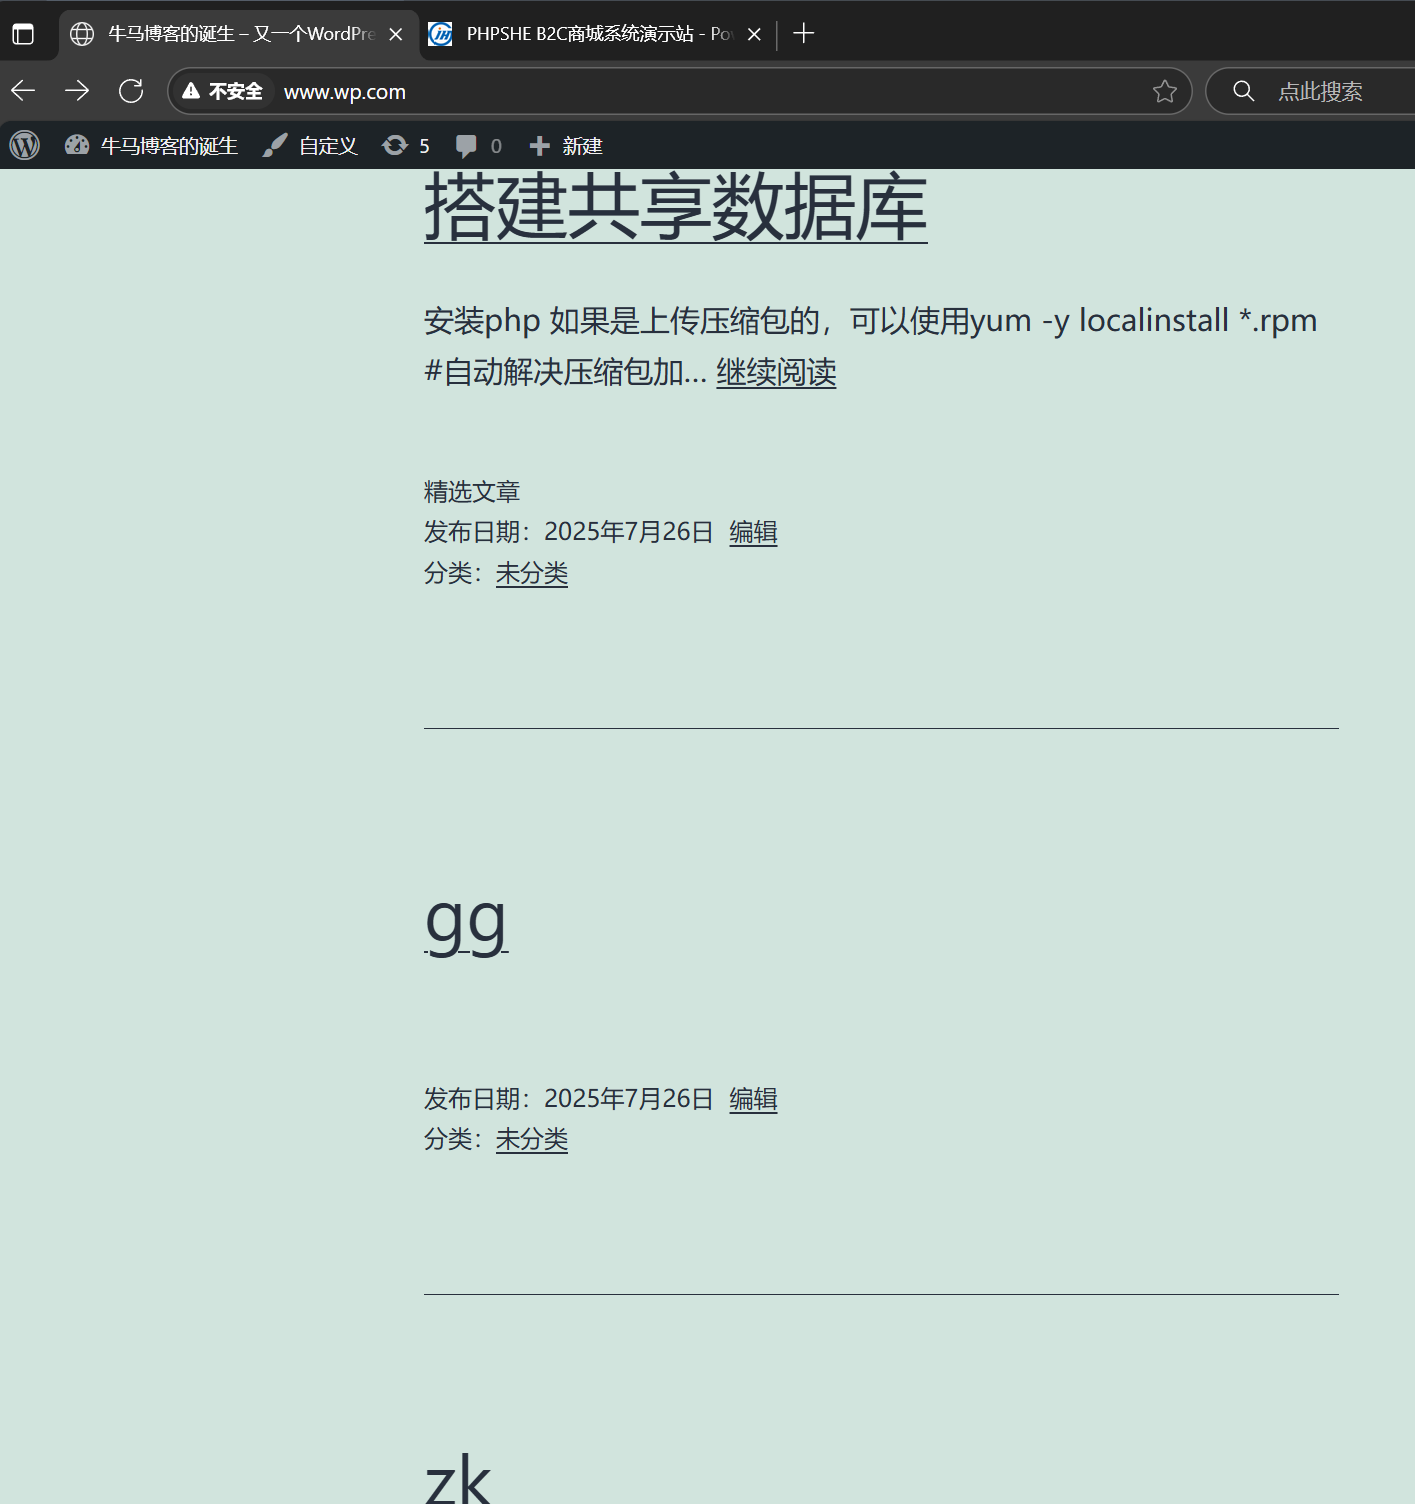 牛马博客的诞生 – 又一个WordPre
PHPSHE B2C商城系统演示站 - Po
不安全 www.wp.com
点此搜索
牛马博客的诞生 自定义 5 0 新建
搭建共享数据库
安装php 如果是上传压缩包的，可以使用yum -y localinstall *.rpm
#自动解决压缩包加… 继续阅读
精选文章
发布日期：2025年7月26日 编辑
分类：未分类
gg
发布日期：2025年7月26日 编辑
分类：未分类
zk